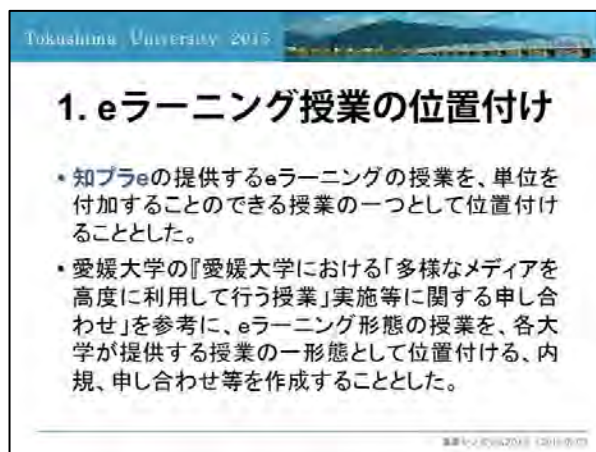 Tokushima University 2015
1. eラーニング授業の位置付け
・知プラeの提供するeラーニングの授業を、単位を
付加することのできる授業の一つとして位置付け
ることとした。
・愛媛大学の『愛媛大学における「多様なメディアを
高度に利用して行う授業」実施等に関する申し合
わせ」を参考に、eラーニング形態の授業を、各大
学が提供する授業の一形態として位置付ける、内
規、申し合わせ等を作成することとした。